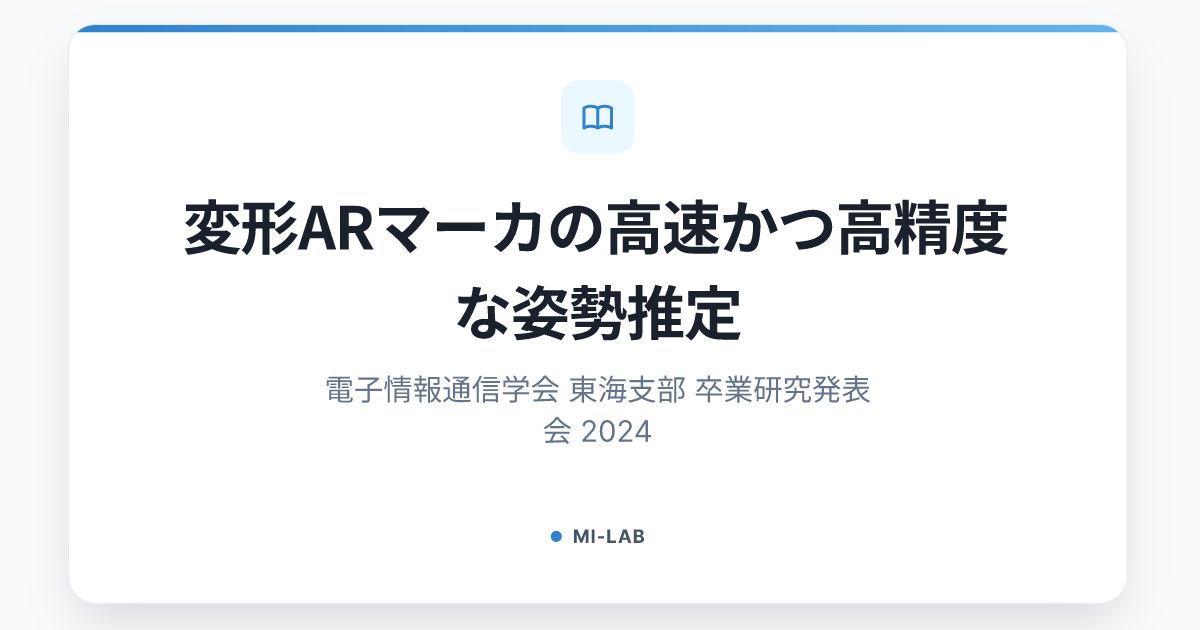 変形ARマーカの高速かつ高精度
な姿勢推定
電子情報通信学会 東海支部 卒業研究発表
会 2024
MI-LAB